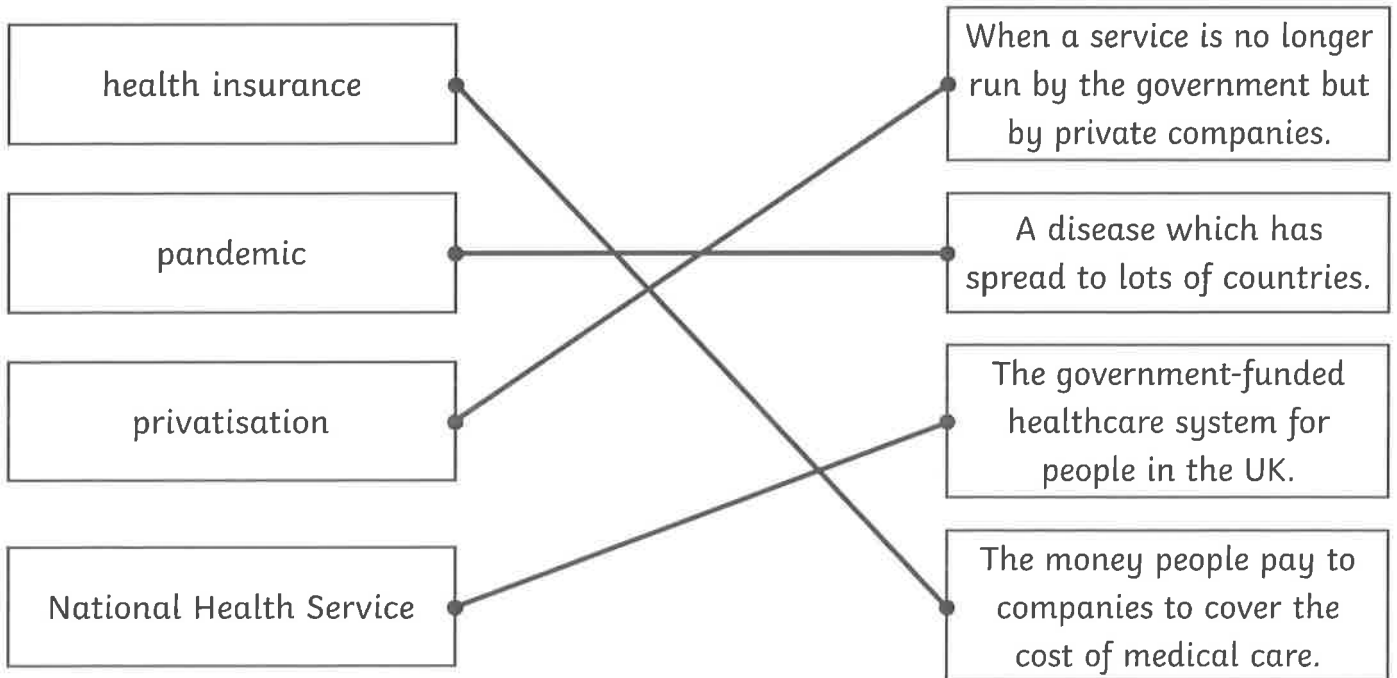 health insurance
pandemic
privatisation
National Health Service
When a service is no longer
run by the government but
by private companies.
A disease which has
spread to lots of countries.
The government-funded
healthcare system for
people in the UK.
The money people pay to
companies to cover the
cost of medical care.